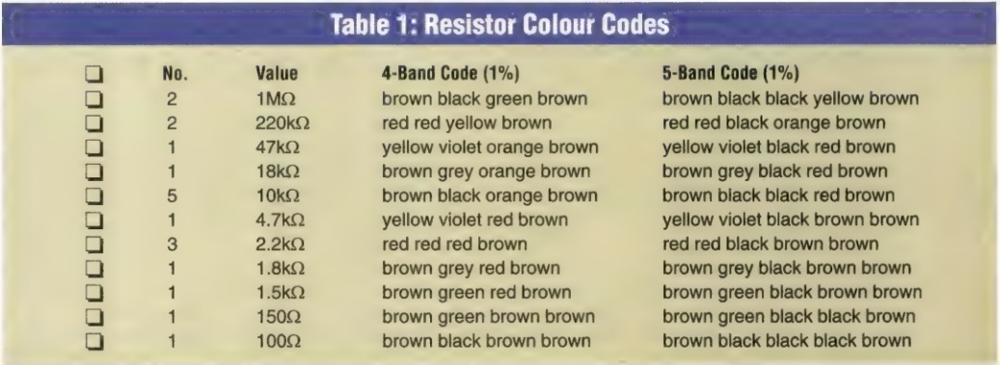 Table 1: Resistor Colour Codes
No. Value 4-Band Code (1%) 5-Band Code (1%)
2 1MΩ brown black green brown brown black black yellow brown
2 220kΩ red red yellow brown red red black orange brown
1 47kΩ yellow violet orange brown yellow violet black red brown
1 18kΩ brown grey orange brown brown grey black red brown
5 10kΩ brown black orange brown brown black black red brown
1 4.7kΩ yellow violet red brown yellow violet black brown brown
3 2.2kΩ red red red brown red red black brown brown
1 1.8kΩ brown grey red brown brown grey black brown brown
1 1.5kΩ brown green red brown brown green black brown brown
1 150Ω brown green brown brown brown green black black brown
1 100Ω brown black brown brown brown black black black brown